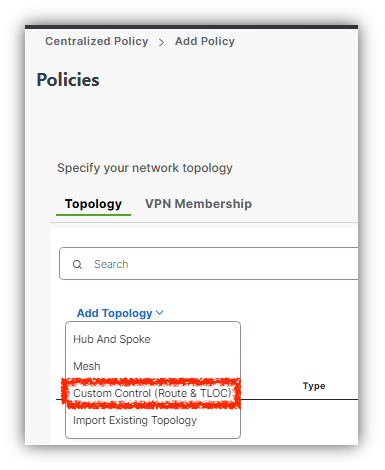 Centralized Policy > Add Policy
Policies
Specify your network topology
Topology VPN Membership
Search
Add Topology
Hub And Spoke
Mesh
Custom Control (Route & TLOC)
Type
Import Existing Topology